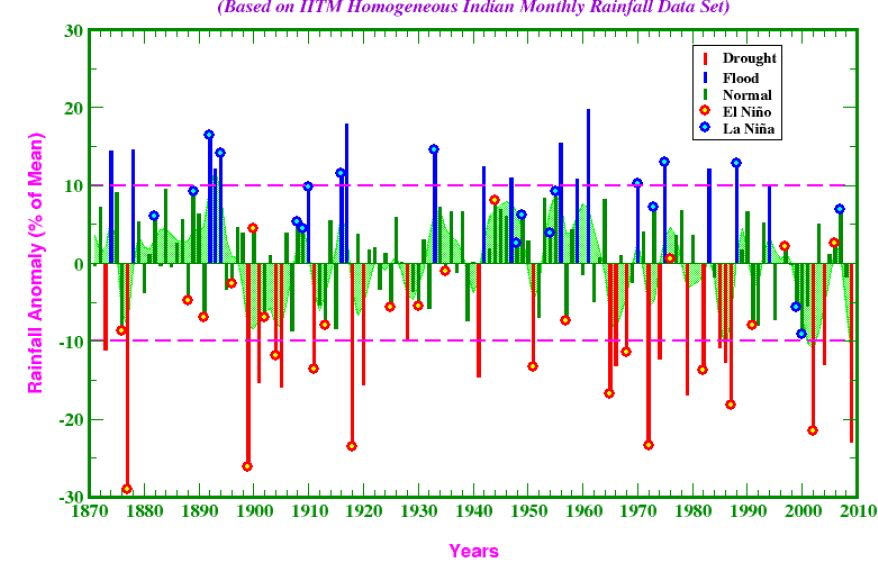 (Based on IITM Homogeneous Indian Monthly Rainfall Data Set)
30
20
10
0
-10
-20
-30
Rainfall Anomaly (% of Mean)
Drought
Flood
Normal
El Niño
La Niña
1870 1880 1890 1900 1910 1920 1930 1940 1950 1960 1970 1980 1990 2000 2010
Years